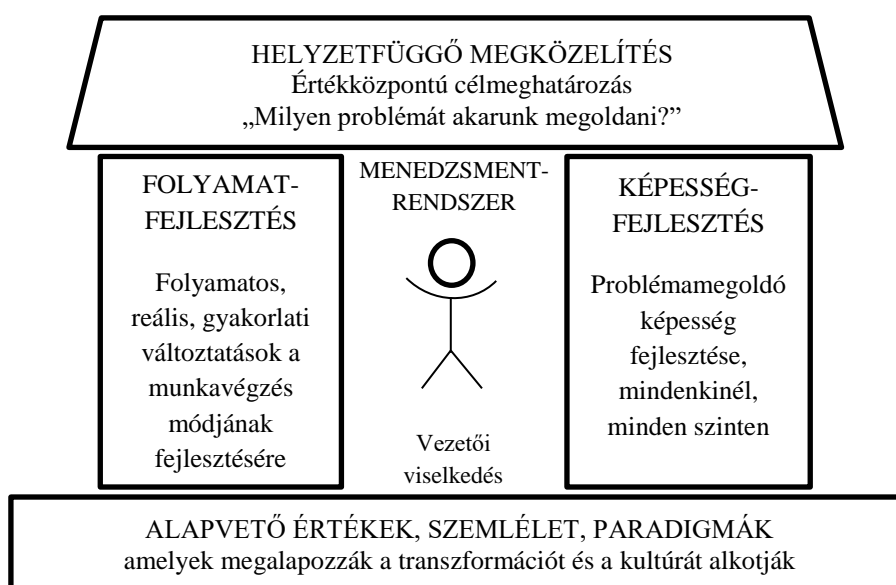 HELYZETFÜGGŐ MEGKÖZELÍTÉS
Értékközpontú célmeghatározás
„Milyen problémát akarunk megoldani?”
FOLYAMAT-
FEJLESZTÉS
Folyamatos,
reális, gyakorlati
változtatások a
munkavégzés
módjának
fejlesztésére
MENEDZSMENT-
RENDSZER
Vezetői
viselkedés
KÉPESSÉG-
FEJLESZTÉS
Problémamegoldó
képesség
fejlesztése,
mindenkinél,
minden szinten
ALAPVETŐ ÉRTÉKEK, SZEMLÉLET, PARADIGMÁK
amelyek megalapozzák a transzformációt és a kultúrát alkotják